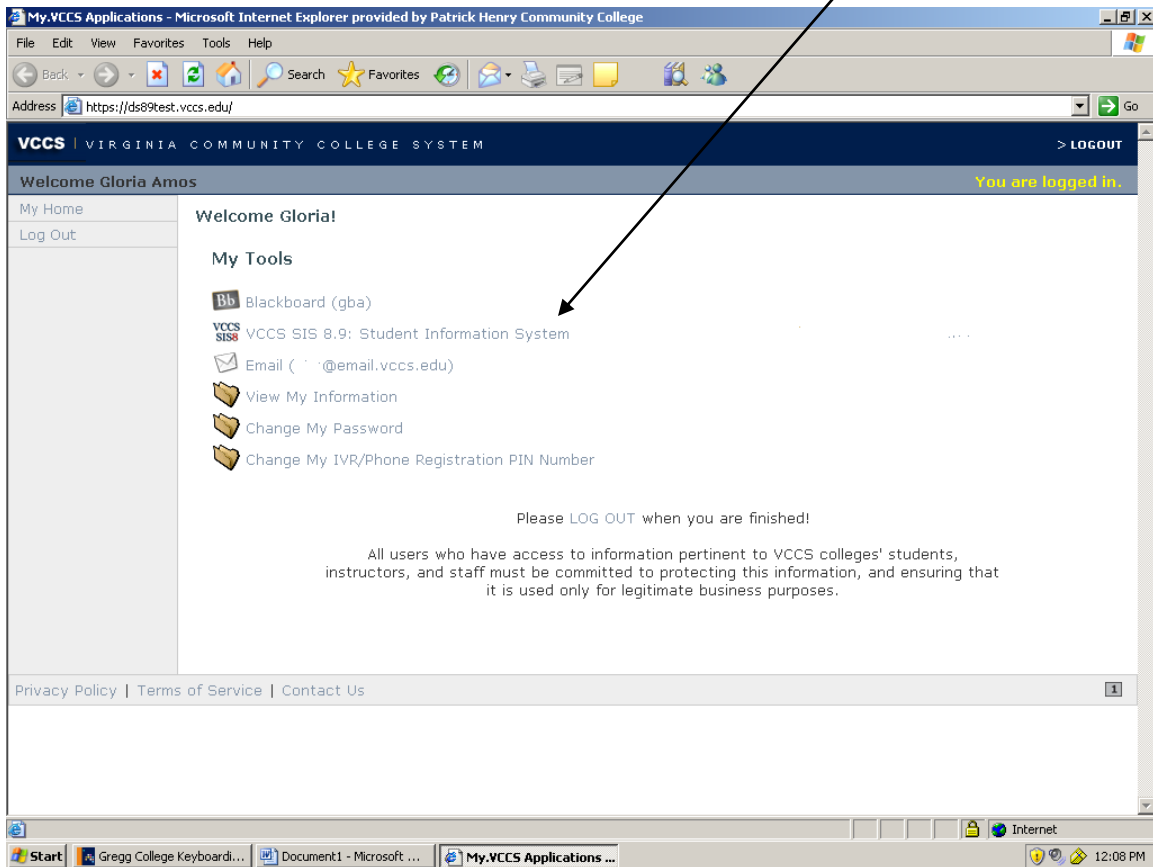 My.VCCS Applications - Microsoft Internet Explorer provided by Patrick Henry Community College
File Edit View Favorites Tools Help
Back Search Favorites
Address https://ds89test.vccs.edu/ Go
VCCS | VIRGINIA COMMUNITY COLLEGE SYSTEM > LOGOUT
Welcome Gloria Amos You are logged in.
My Home
Log Out
Welcome Gloria!
My Tools
Bb Blackboard (gba)
VCCS SIS8 VCCS SIS 8.9: Student Information System
Email ( @email.vccs.edu)
View My Information
Change My Password
Change My IVR/Phone Registration PIN Number
Please LOG OUT when you are finished!
All users who have access to information pertinent to VCCS colleges' students,
instructors, and staff must be committed to protecting this information, and ensuring that
it is used only for legitimate business purposes.
Privacy Policy | Terms of Service | Contact Us 1
Internet
Start Gregg College Keyboardi... Document1 - Microsoft ... My.VCCS Applications ... 12:08 PM